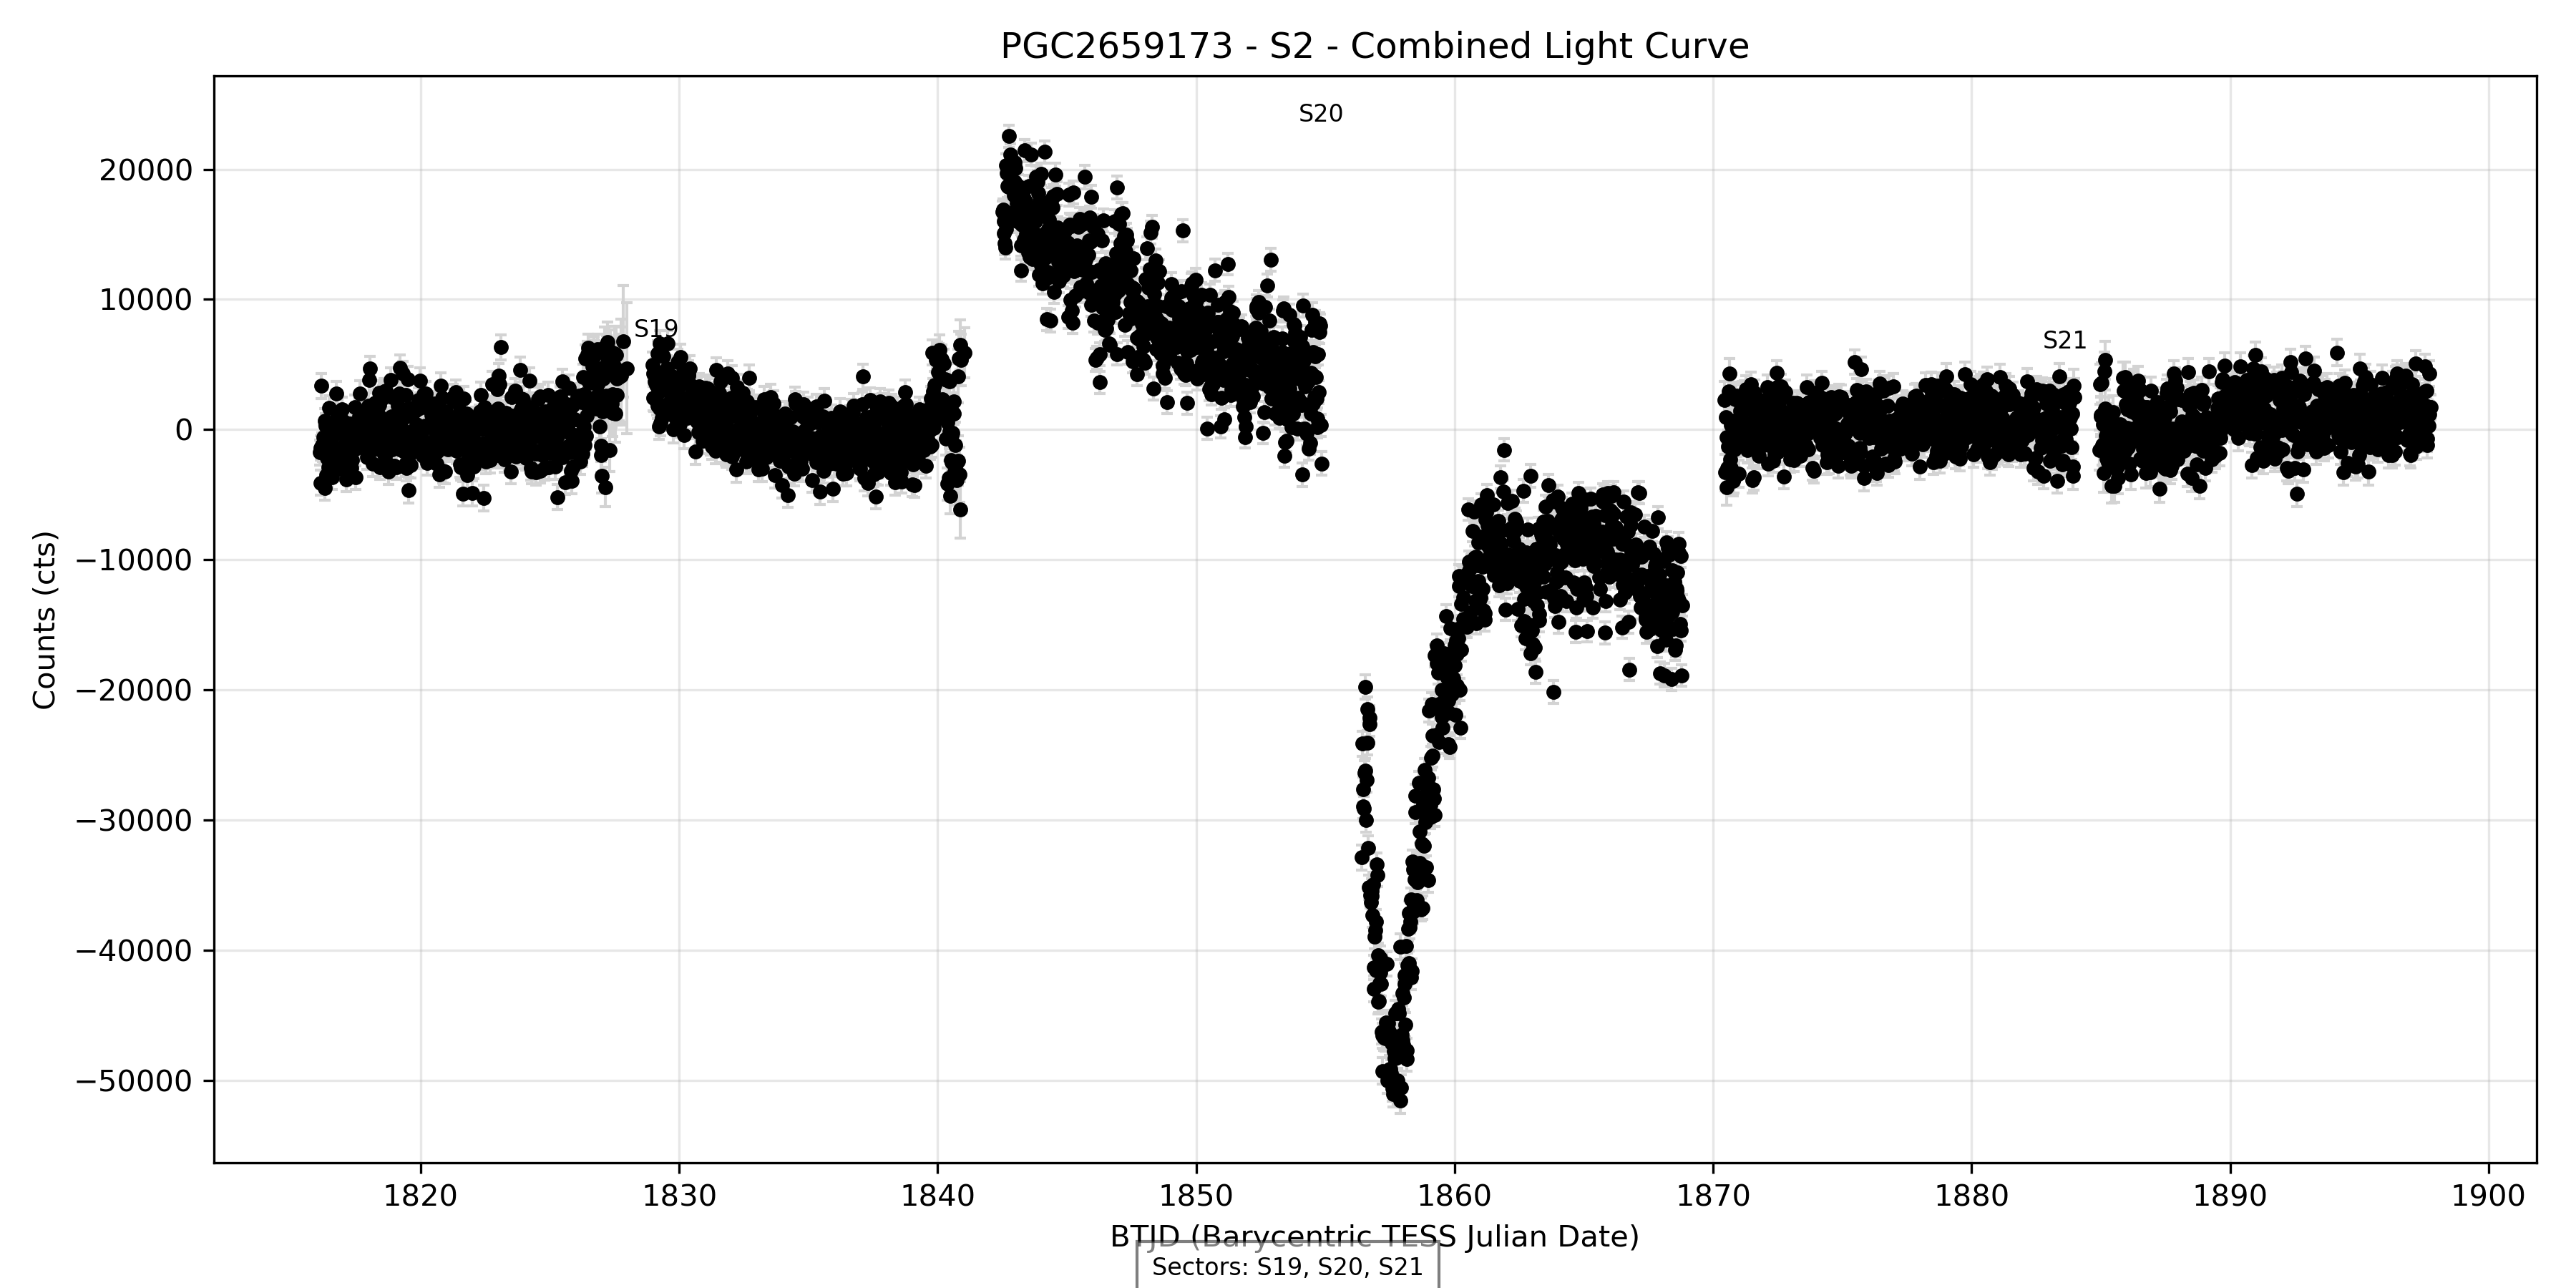 PGC2659173 - S2 - Combined Light Curve
S20
S19
S21
20000
10000
0
−10000
−20000
−30000
−40000
−50000
Counts (cts)
1820
1830
1840
1850
1860
1870
1880
1890
1900
BTJD (Barycentric TESS Julian Date)
Sectors: S19, S20, S21